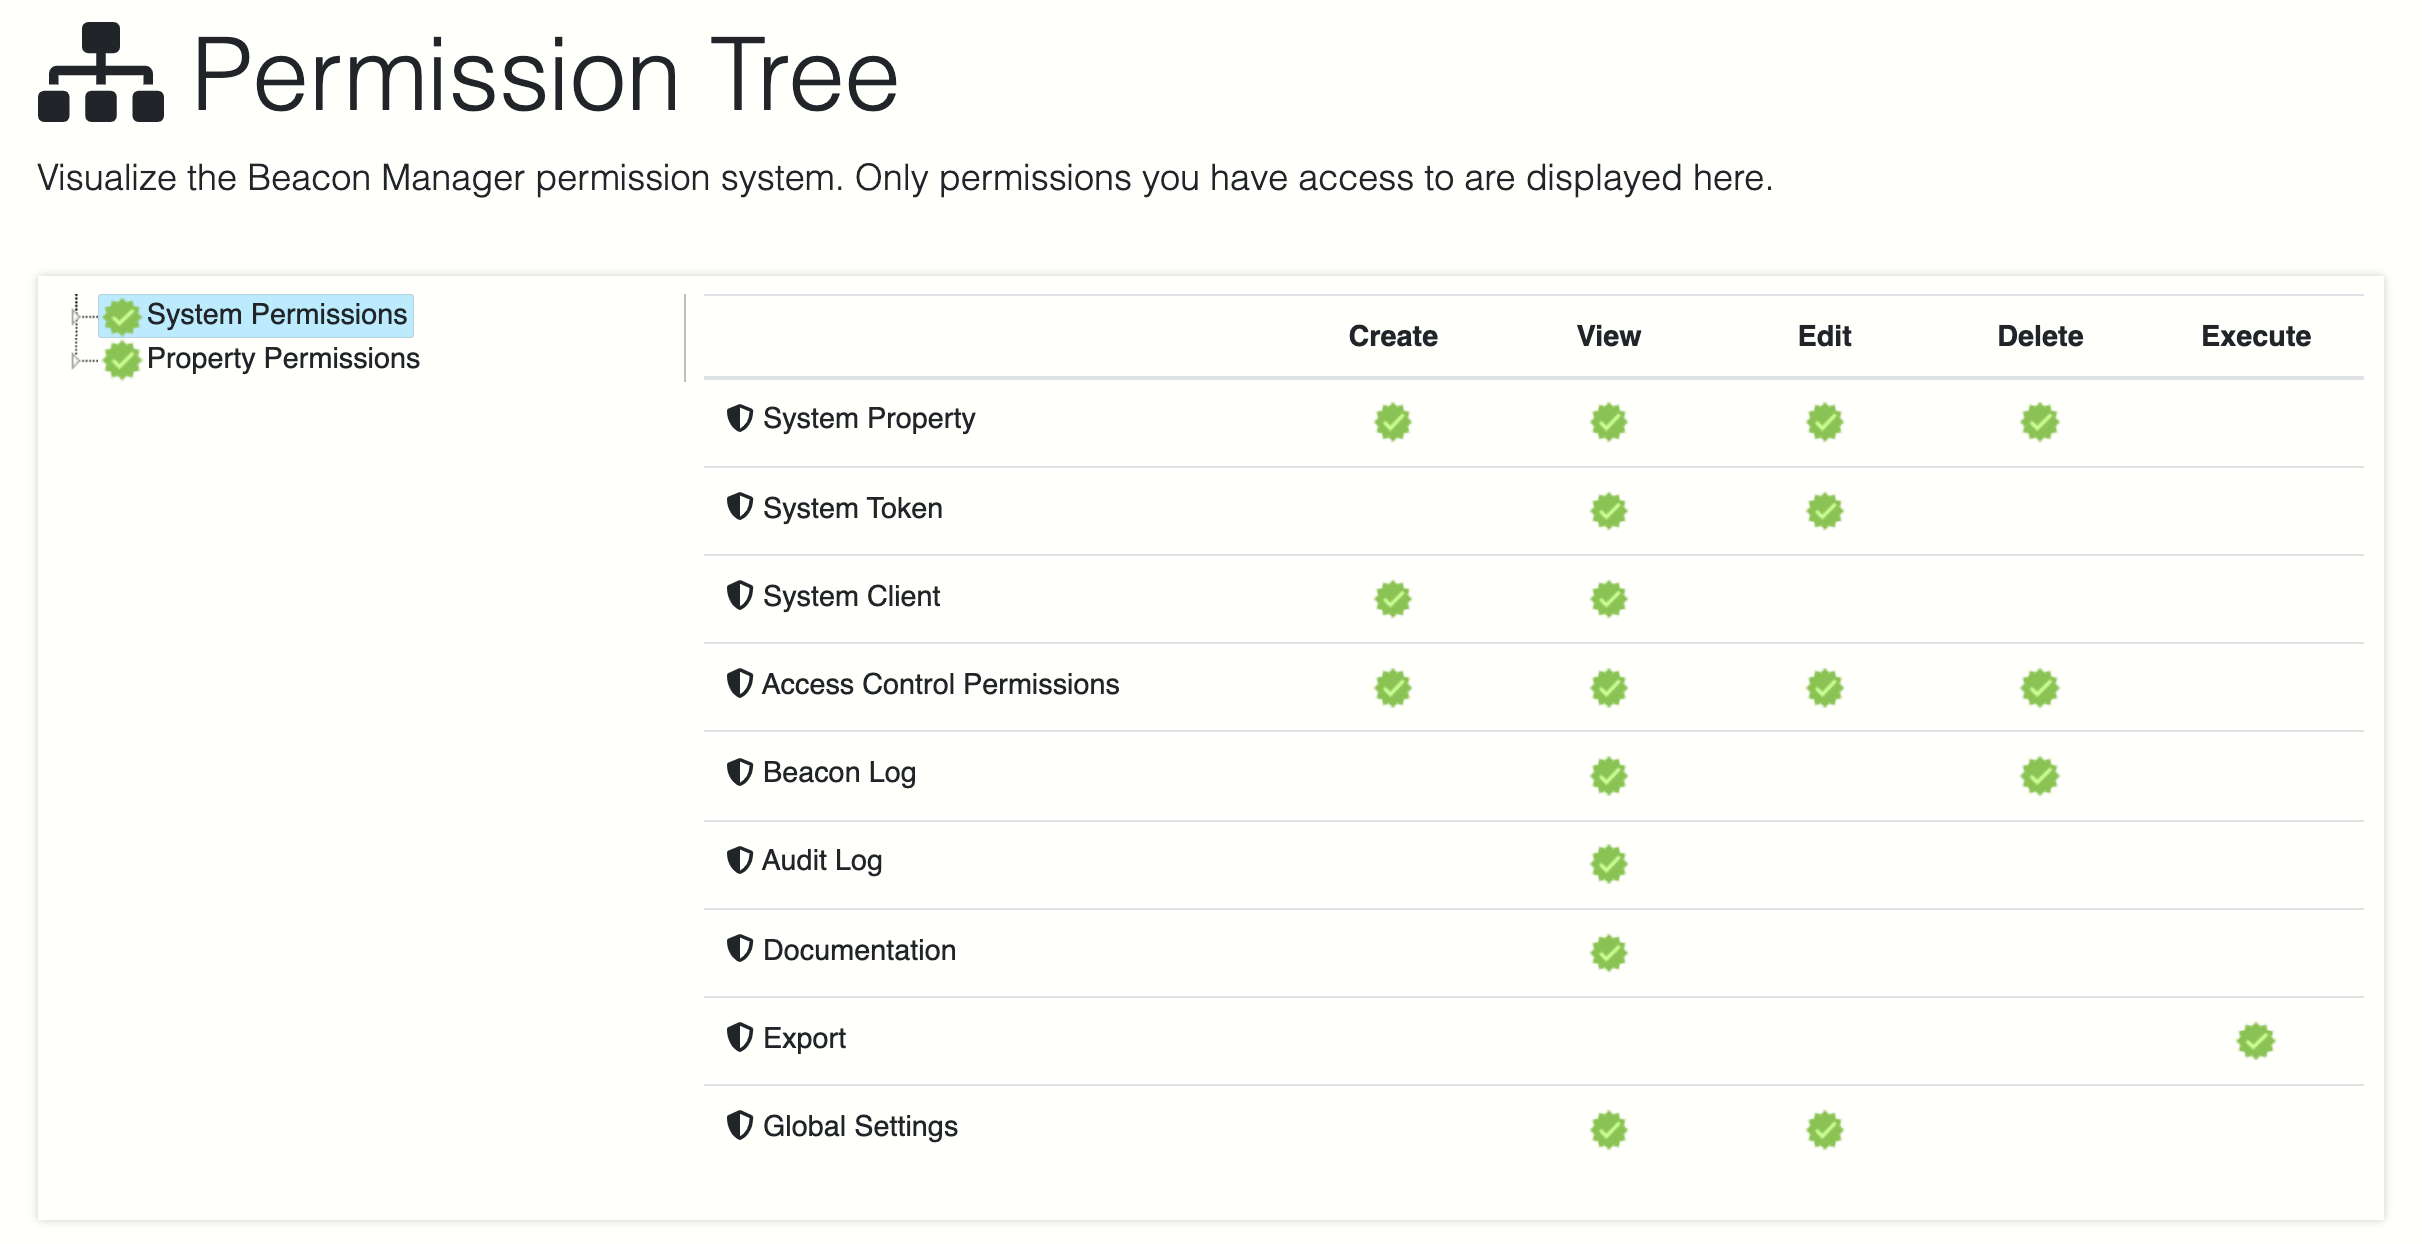 Permission Tree
Visualize the Beacon Manager permission system. Only permissions you have access to are displayed here.
System Permissions
Property Permissions
Create View Edit Delete Execute
System Property
System Token
System Client
Access Control Permissions
Beacon Log
Audit Log
Documentation
Export
Global Settings